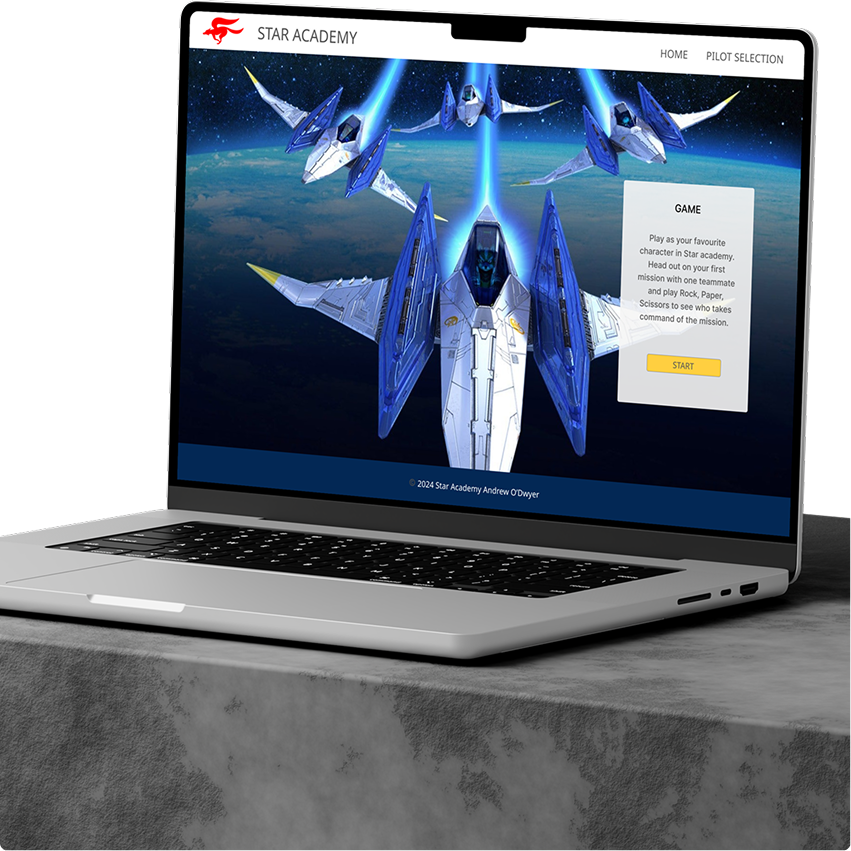 STAR ACADEMY
HOME PILOT SELECTION
GAME
Play as your favourite
character in Star academy.
Head out on your first
mission with one teammate
and play Rock, Paper,
Scissors to see who takes
command of the mission.
START
© 2024 Star Academy Andrew O'Dwyer